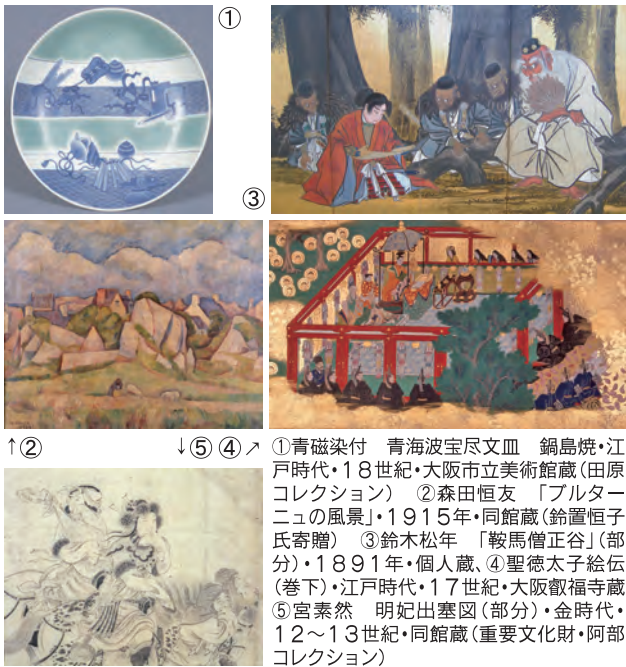 ①
③
↑②
↓⑤ ④↗
①青磁染付 青海波宝尽文皿 鍋島焼・江
戸時代・18世紀・大阪市立美術館蔵(田原
コレクション) ②森田恒友 「ブルター
ニュの風景」・1915年・同館蔵(鈴置恒子
氏寄贈) ③鈴木松年 「鞍馬僧正谷」(部
分)・1891年・個人蔵、④聖徳太子絵伝
(巻下)・江戸時代・17世紀・大阪叡福寺蔵
⑤宮素然 明妃出塞図(部分)・金時代・
12〜13世紀・同館蔵(重要文化財・阿部
コレクション)